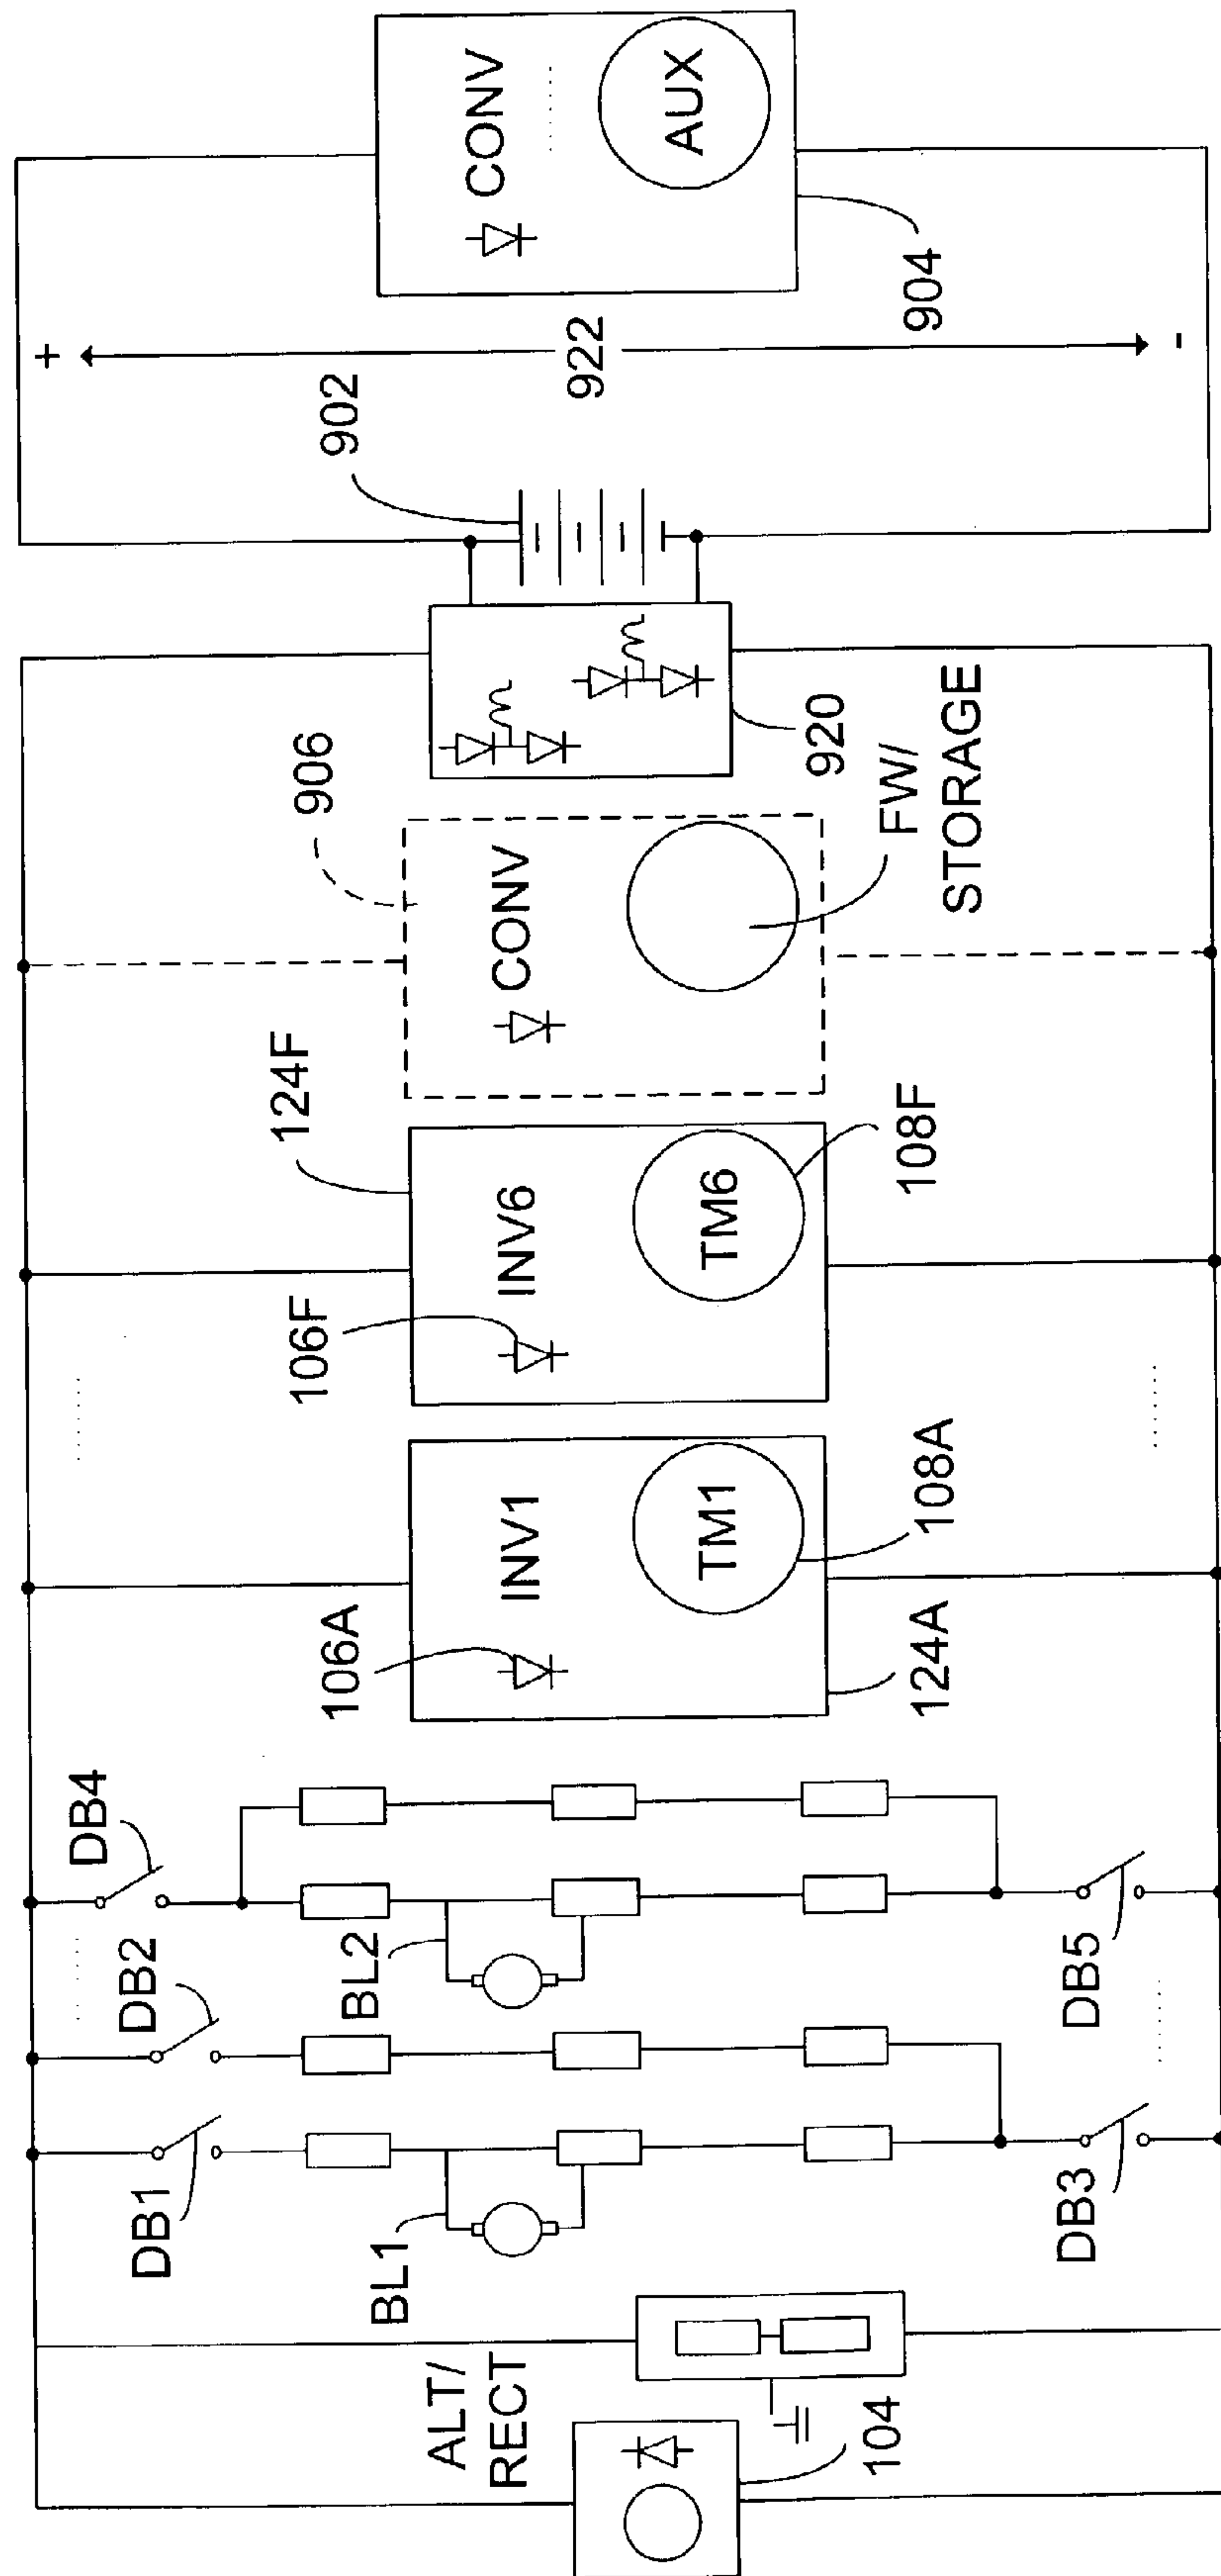 ALT/
RECT
104
BL1
DB1
DB2
DB3
BL2
DB4
DB5
106A
INV1
TM1
108A
124A
106F
124F
INV6
TM6
108F
906
CONV
FW/
STORAGE
920
902
+
922
-
CONV
AUX
904